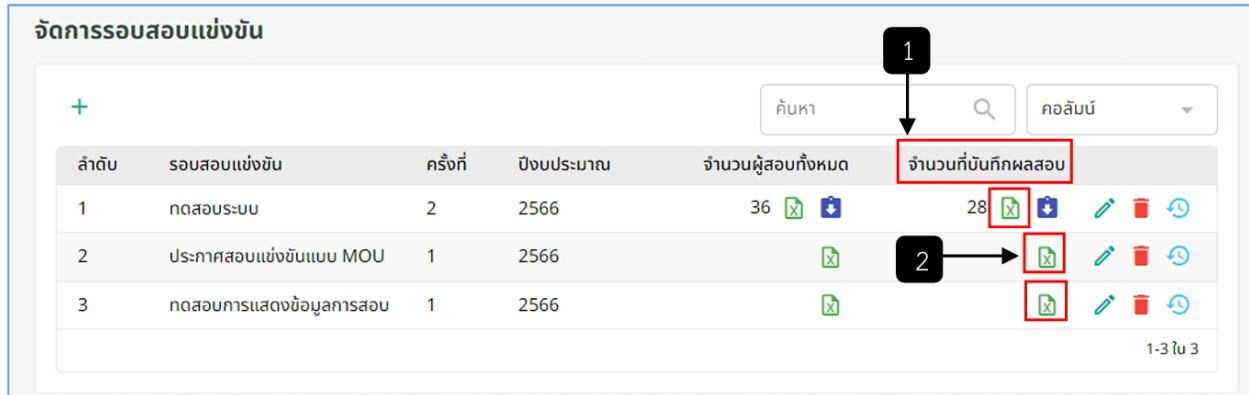 จัดการรอบสอบแข่งขัน
1
ค้นหา คอลัมน์
ลำดับ รอบสอบแข่งขัน ครั้งที่ ปีงบประมาณ จำนวนผู้สอบทั้งหมด จำนวนที่บันทึกผลสอบ
1 ทดสอบระบบ 2 2566 36 28
2 ประกาศสอบแข่งขันแบบ MOU 1 2566 2
3 ทดสอบการแสดงข้อมูลการสอบ 1 2566
1-3 ใน 3